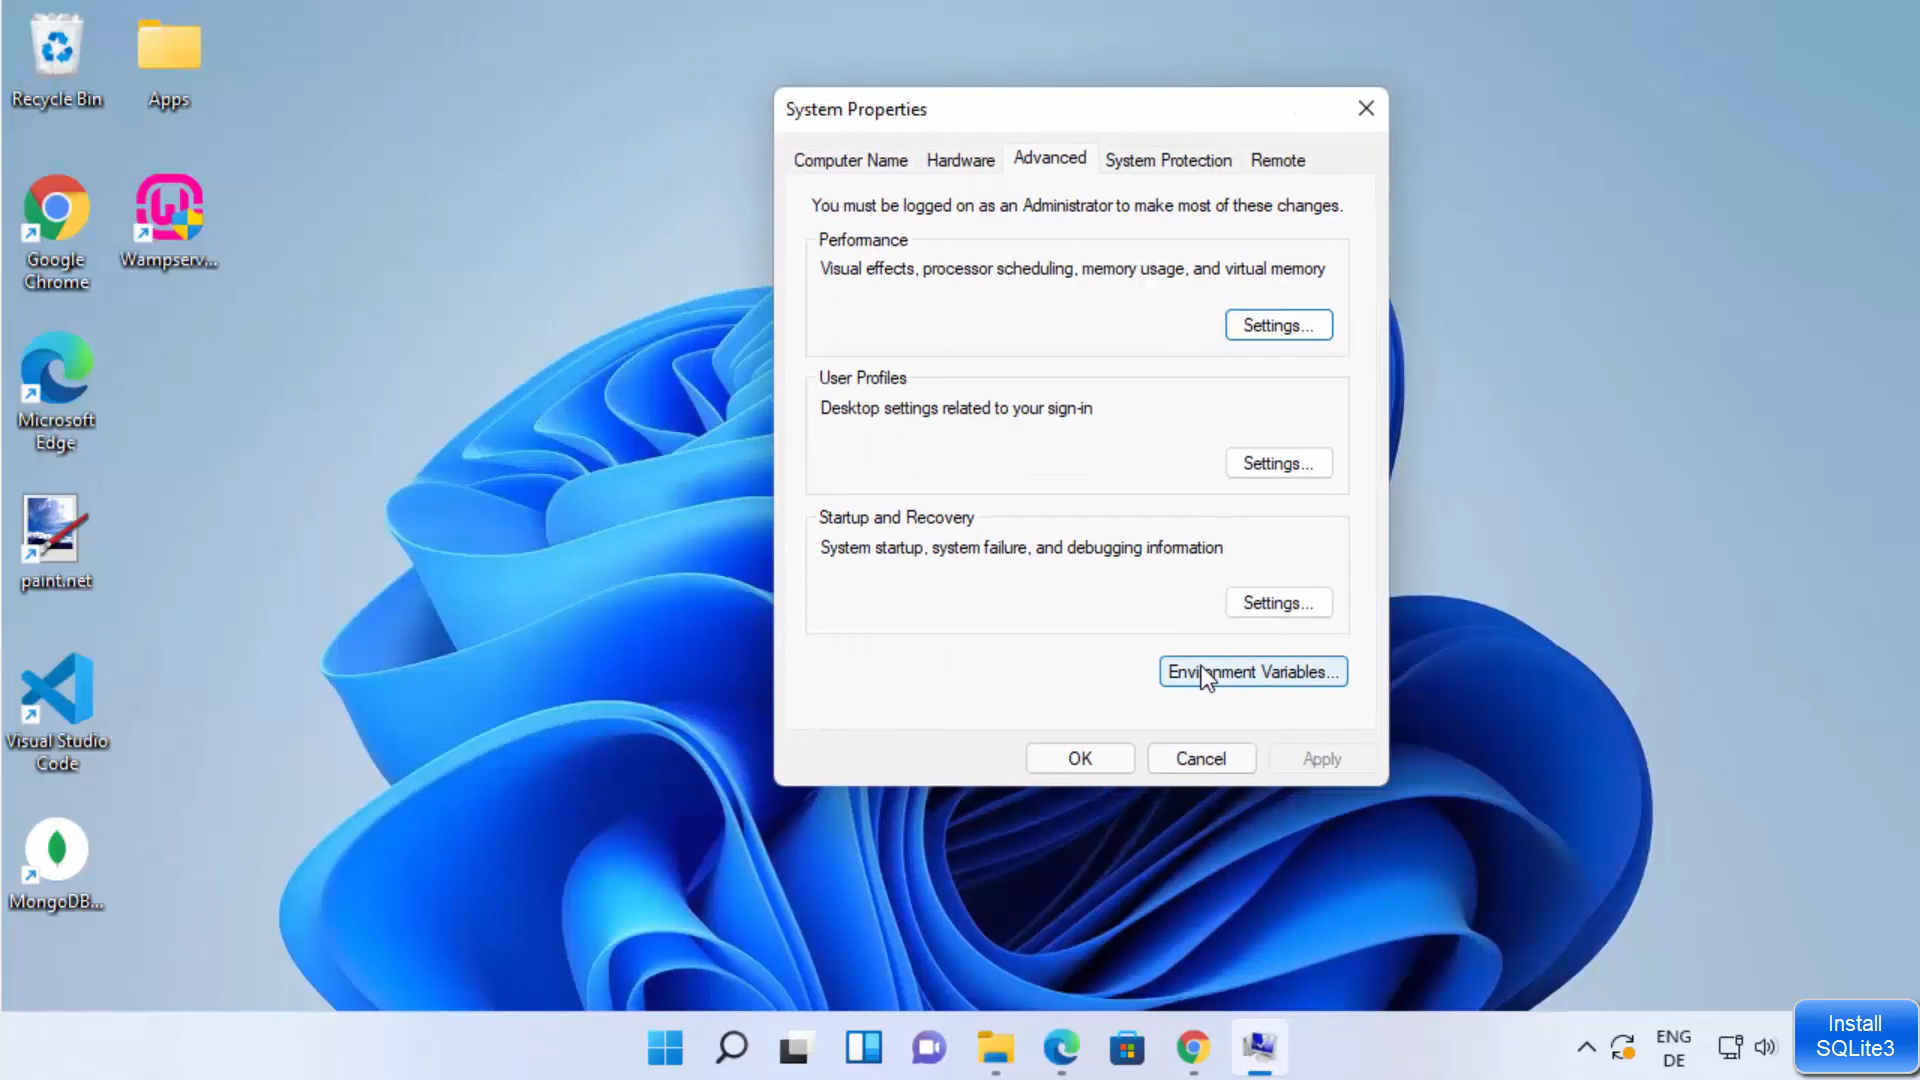 Recycle Bin
Apps
Google
Chrome
Wampserv...
Microsoft
Edge
paint.net
Visual Studio
Code
MongoDB...
System Properties
Computer Name
Hardware
Advanced
System Protection
Remote
You must be logged on as an Administrator to make most of these changes.
Performance
Visual effects, processor scheduling, memory usage, and virtual memory
Settings...
User Profiles
Desktop settings related to your sign-in
Settings...
Startup and Recovery
System startup, system failure, and debugging information
Settings...
Environment Variables...
OK
Cancel
Apply
ENG
DE
Install
SQLite3